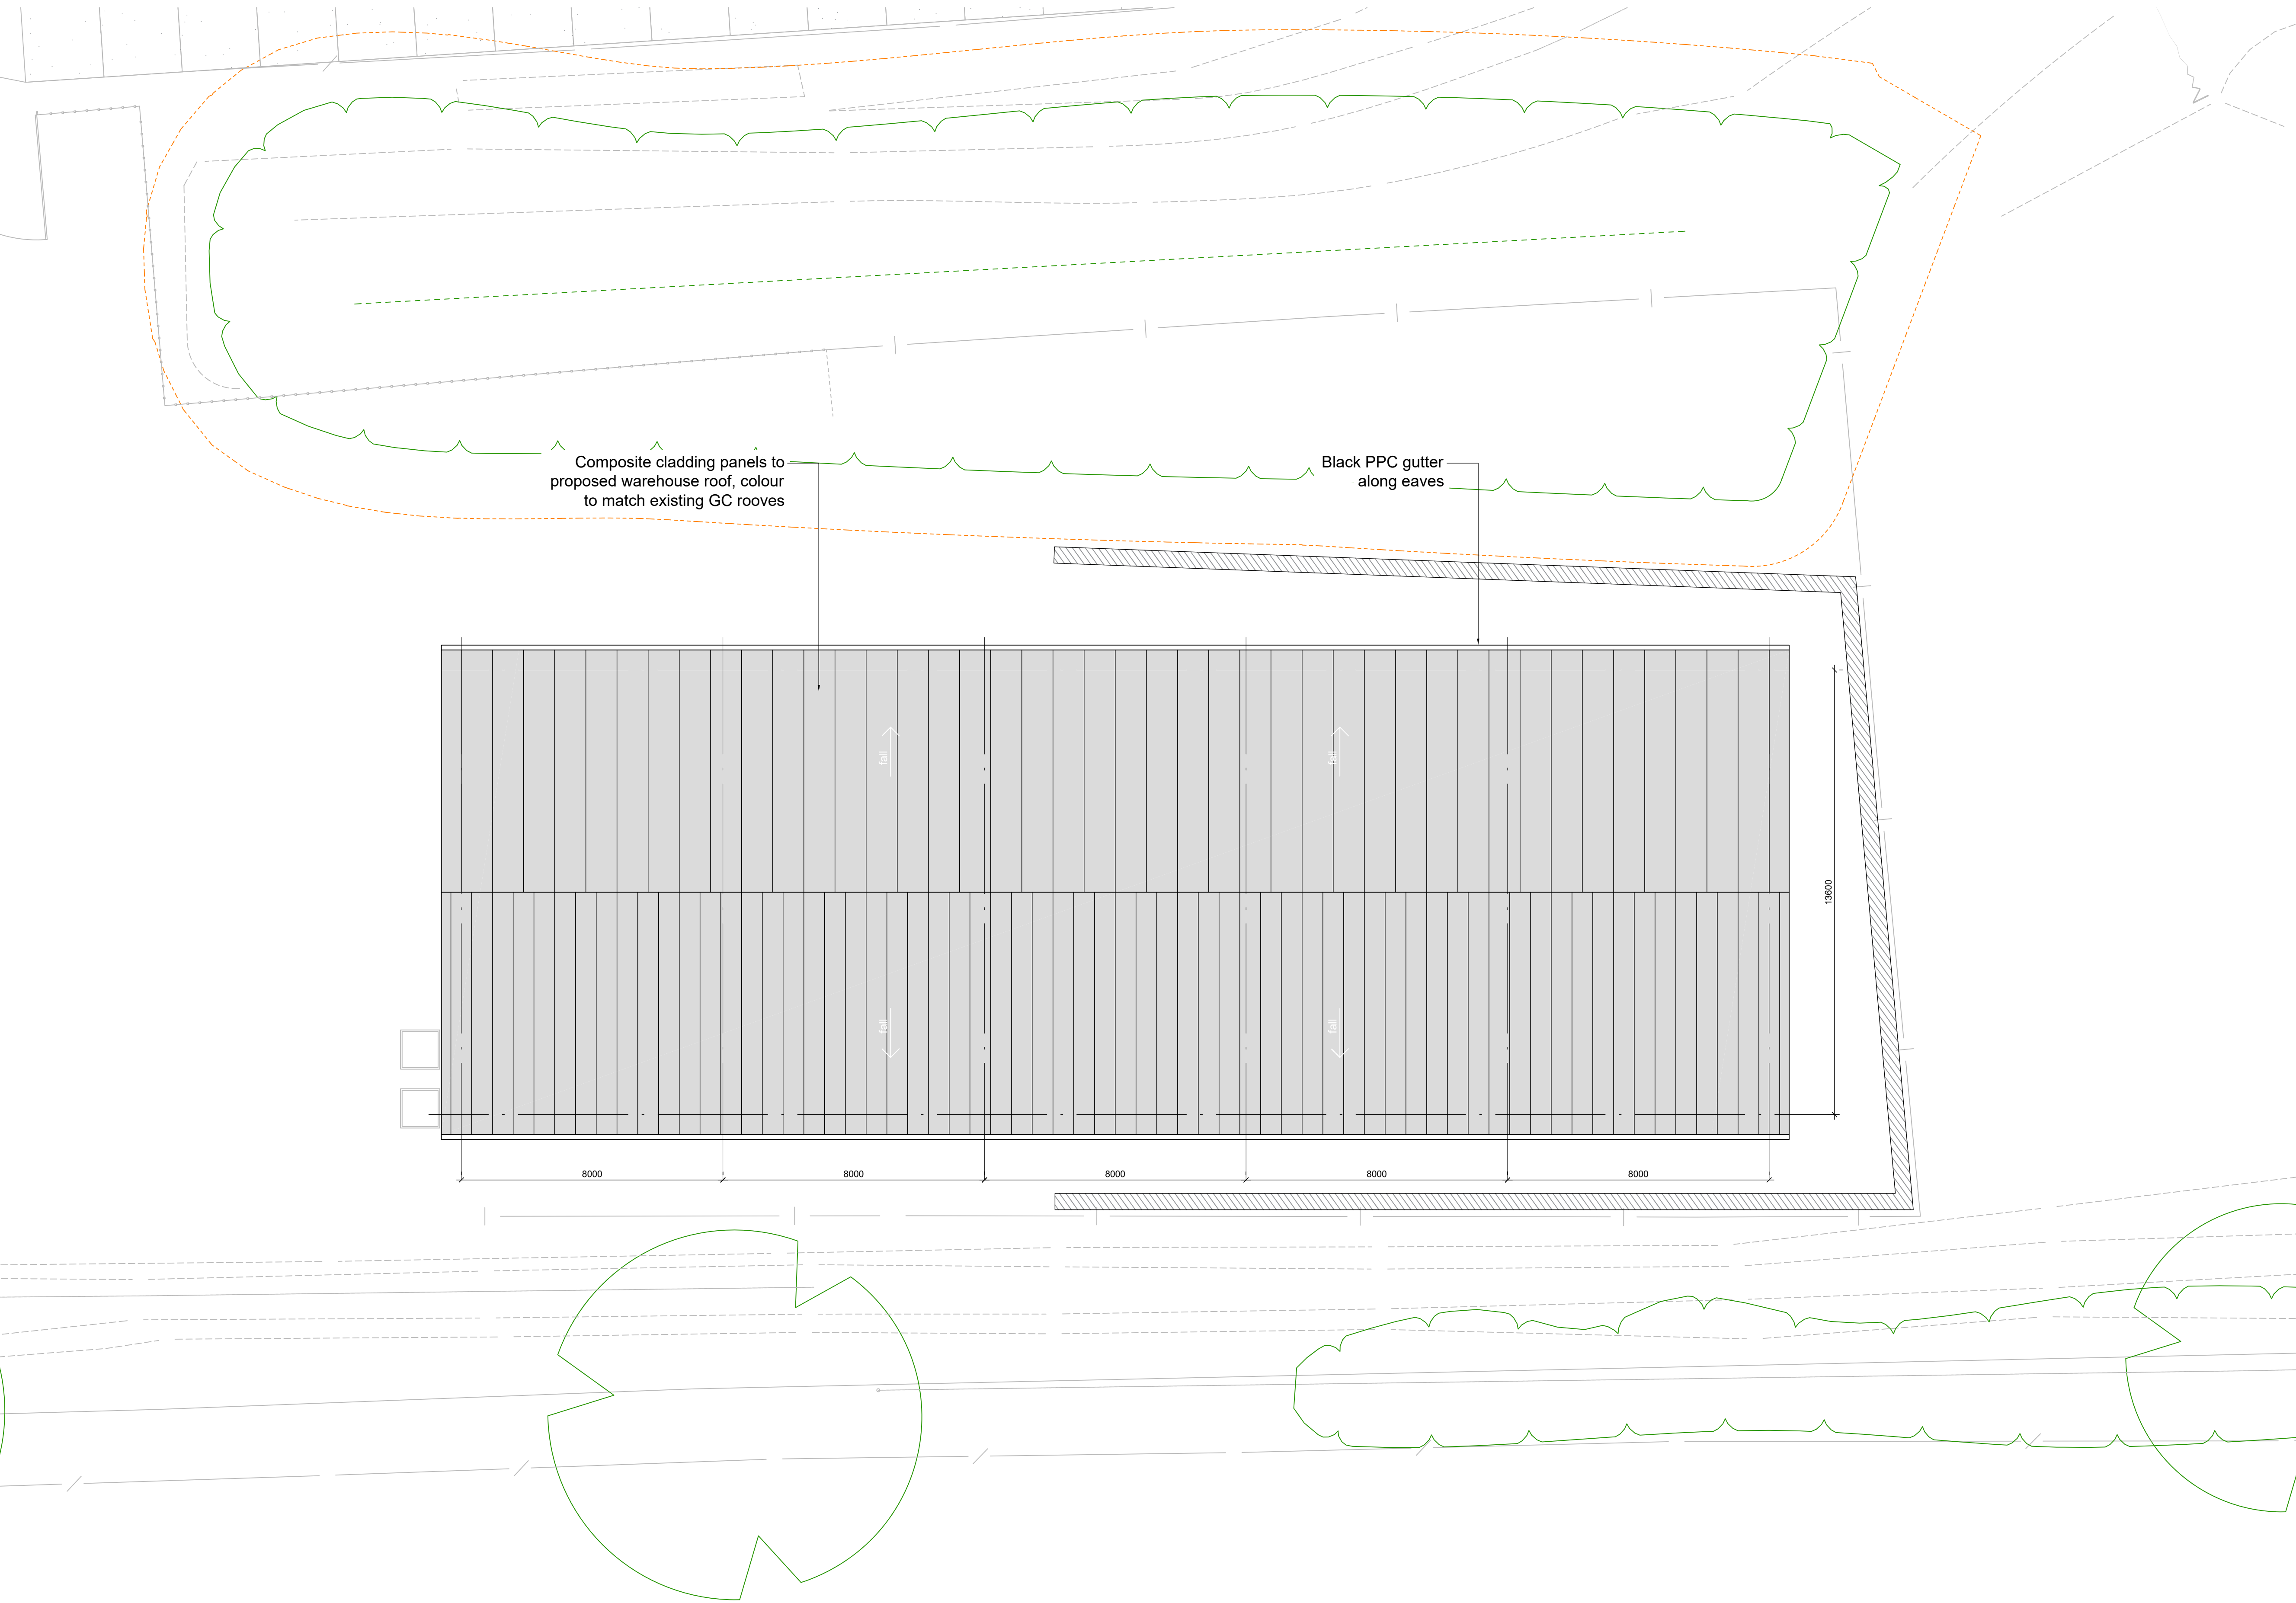 Composite cladding panels to
proposed warehouse roof, colour
to match existing GC rooves
Black PPC gutter
along eaves
fall
fall
13600
fall
fall
8000
8000
8000
8000
8000